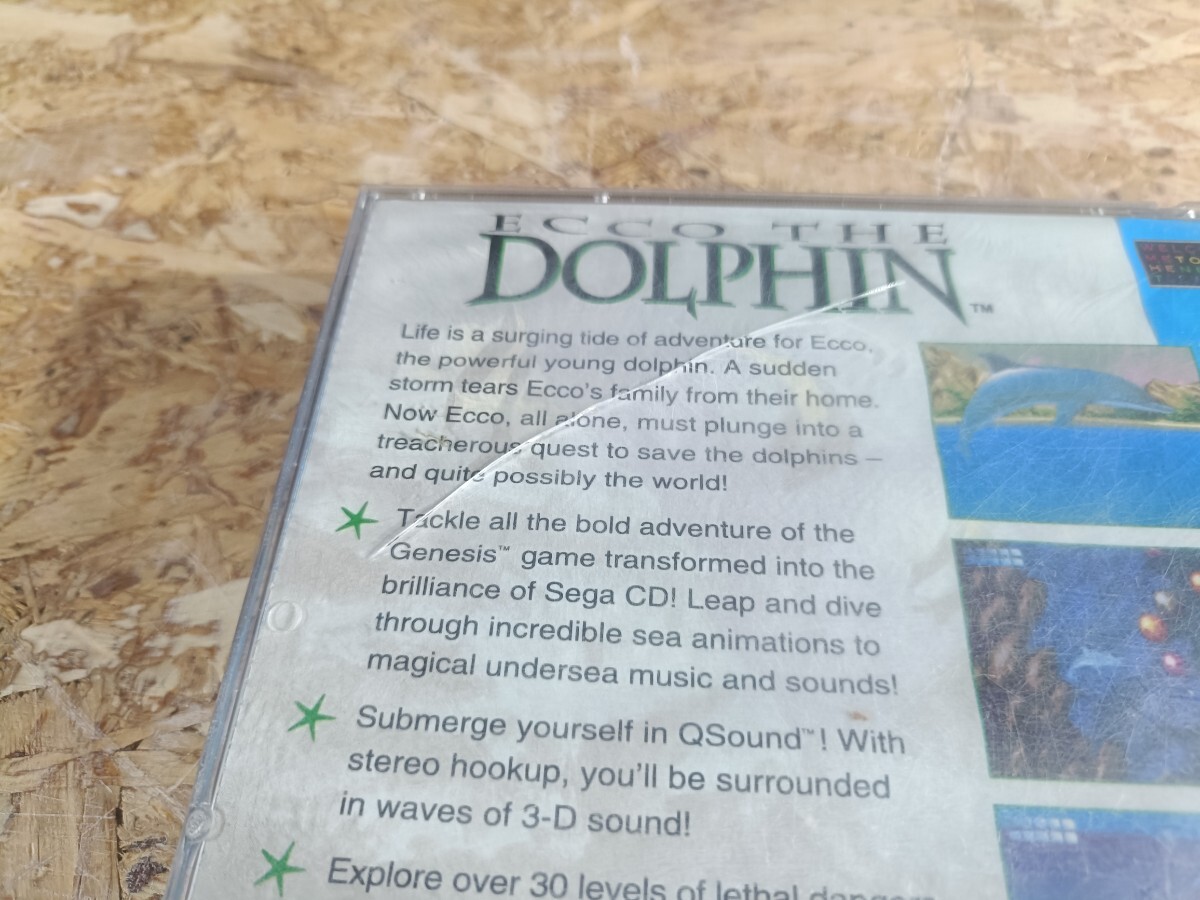 ECCO THE
DOLPHIN™
Life is a surging tide of adventure for Ecco,
the powerful young dolphin. A sudden
storm tears Ecco's family from their home.
Now Ecco, all alone, must plunge into a
treacherous quest to save the dolphins –
and quite possibly the world!
Tackle all the bold adventure of the
Genesis™ game transformed into the
brilliance of Sega CD! Leap and dive
through incredible sea animations to
magical undersea music and sounds!
Submerge yourself in QSound™! With
stereo hookup, you'll be surrounded
in waves of 3-D sound!
Explore over 30 levels of lethal